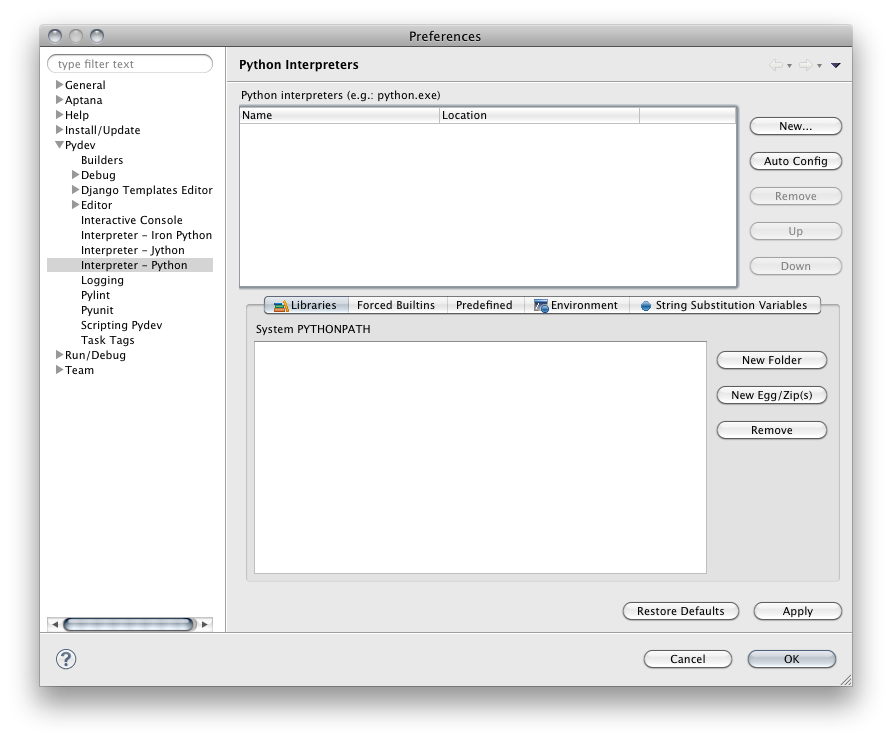 Preferences
type filter text
General
Aptana
Help
Install/Update
Pydev
Builders
Debug
Django Templates Editor
Editor
Interactive Console
Interpreter - Iron Python
Interpreter - Jython
Interpreter - Python
Logging
Pylint
Pyunit
Scripting Pydev
Task Tags
Run/Debug
Team
Python Interpreters
Python interpreters (e.g.: python.exe)
Name Location
New...
Auto Config
Remove
Up
Down
Libraries Forced Builtins Predefined Environment String Substitution Variables
System PYTHONPATH
New Folder
New Egg/Zip(s)
Remove
Restore Defaults Apply
? Cancel OK